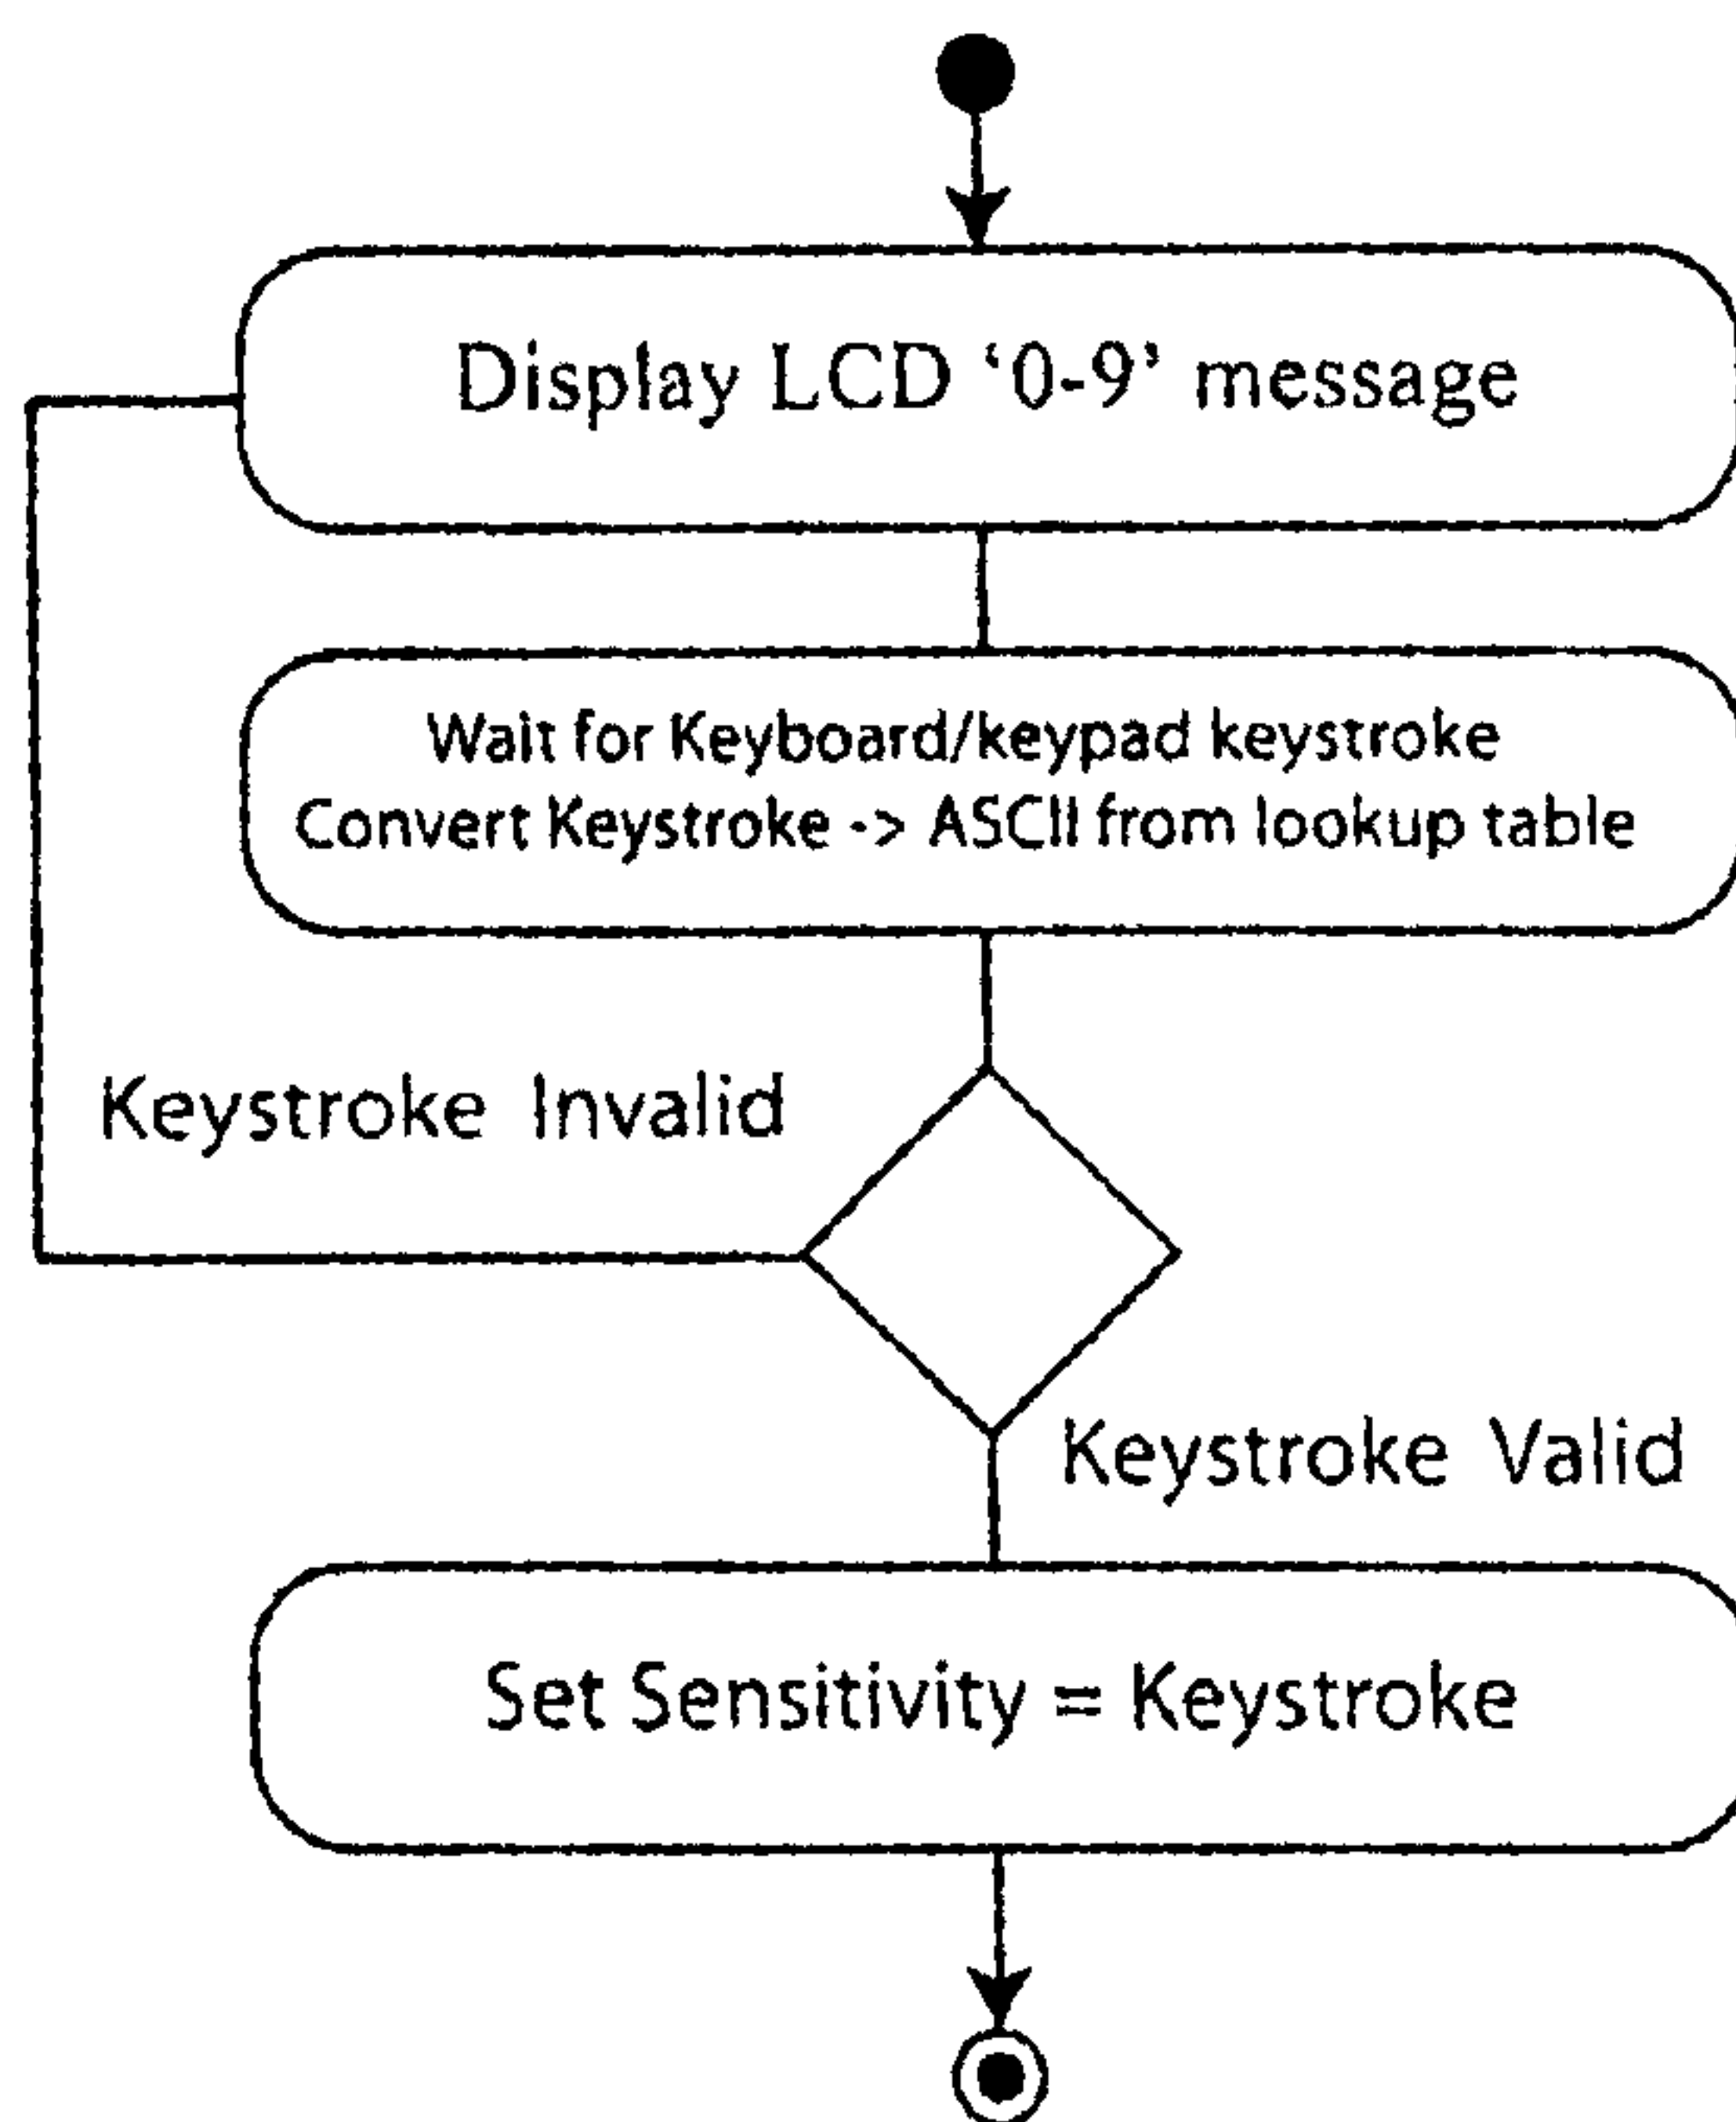 Display LCD ‘0-9’ message
Wait for Keyboard/keypad keystroke
Convert Keystroke -> ASCII from lookup table
Keystroke Invalid
Keystroke Valid
Set Sensitivity = Keystroke